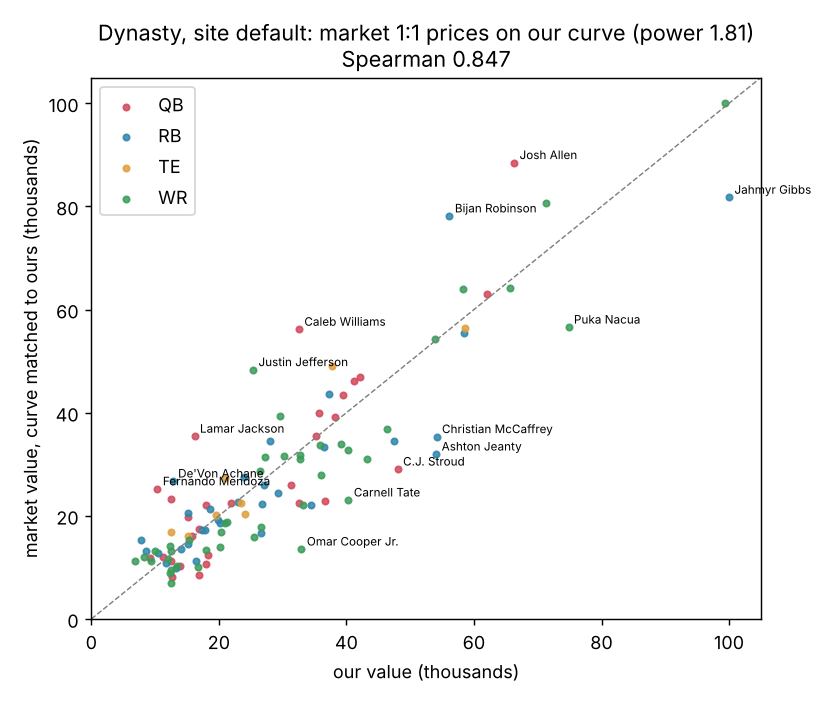 Dynasty, site default: market 1:1 prices on our curve (power 1.81)
Spearman 0.847
QB
RB
TE
WR
Josh Allen
Jahmyr Gibbs
Bijan Robinson
Puka Nacua
Caleb Williams
Justin Jefferson
Lamar Jackson
Christian McCaffrey
Ashton Jeanty
C.J. Stroud
De'Von Achane
Fernando Mendoza
Carnell Tate
Omar Cooper Jr.
market value, curve matched to ours (thousands)
100
80
60
40
20
0
0
20
40
60
80
100
our value (thousands)